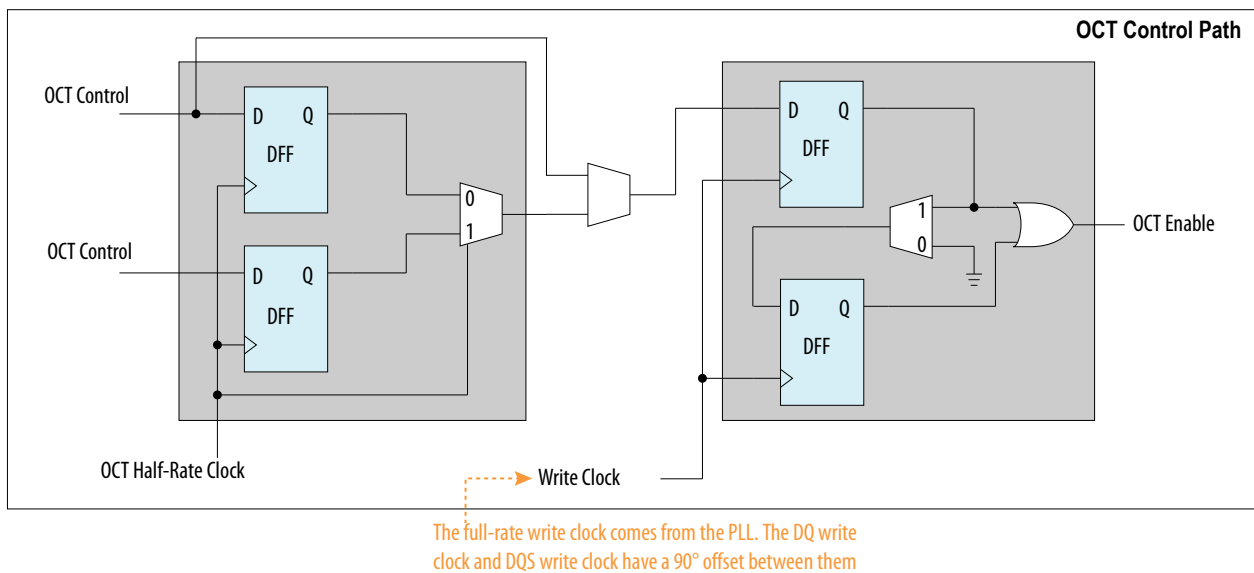 OCT Control Path
OCT Control
D Q
DFF
0
1
OCT Control
D Q
DFF
D Q
DFF
1
0
OCT Enable
D Q
DFF
OCT Half-Rate Clock
Write Clock
The full-rate write clock comes from the PLL. The DQ write
clock and DQS write clock have a 90° offset between them